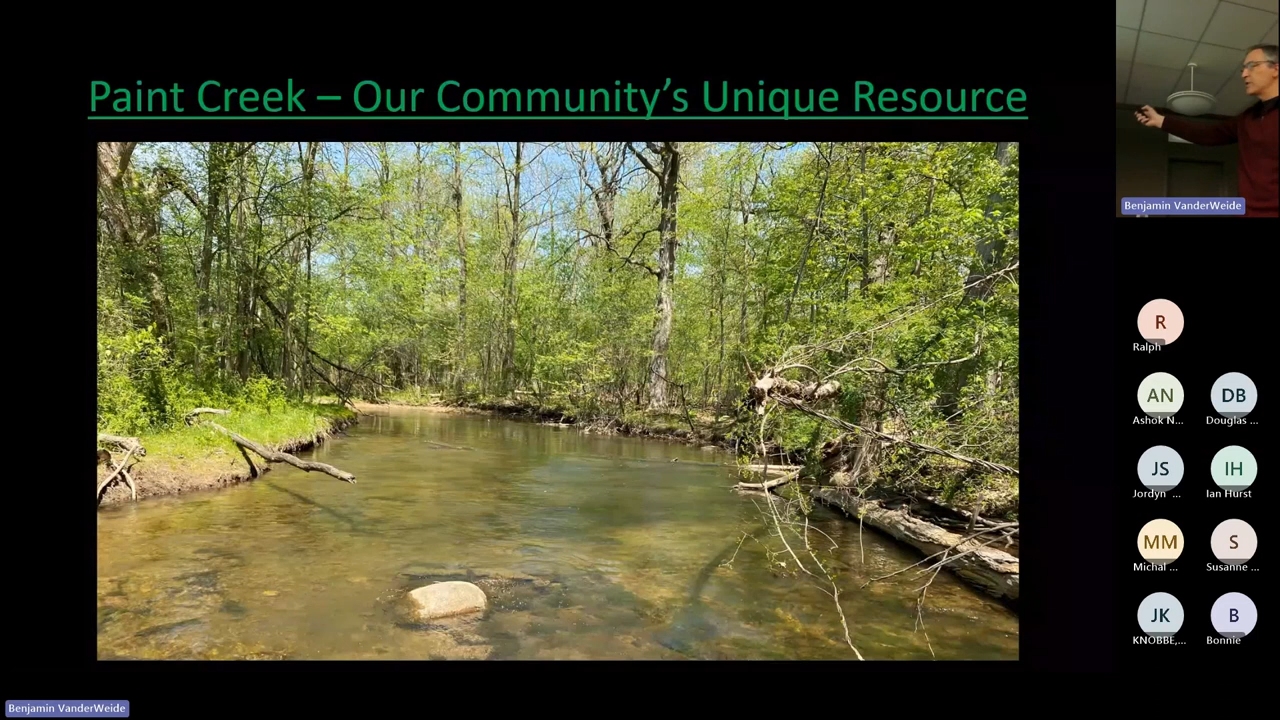 Paint Creek – Our Community's Unique Resource
Benjamin VanderWeide
R
Ralph
AN
DB
Ashok N...
Douglas ...
JS
IH
Jordyn ...
Ian Hurst
MM
S
Michal ...
Susanne ...
JK
B
KNOBBE,...
Bonnie
Benjamin VanderWeide